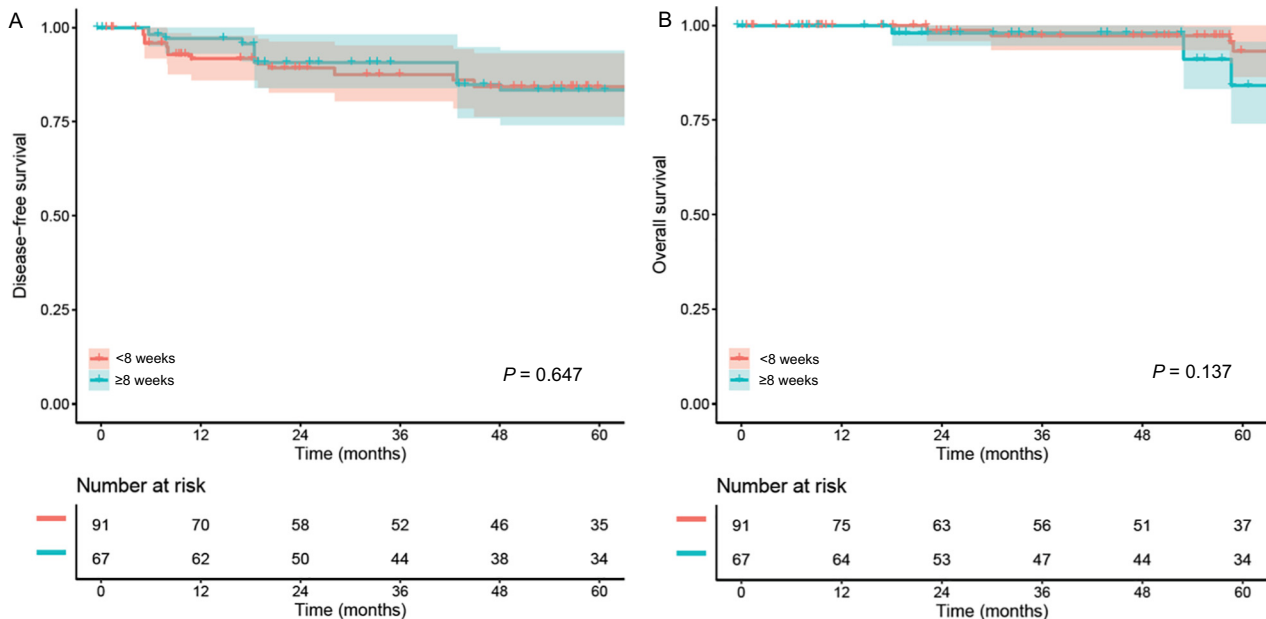 A
Disease-free survival
1.00
0.75
0.50
0.25
0.00
<8 weeks
≥8 weeks
P = 0.647
0 12 24 36 48 60
Time (months)
Number at risk
91 70 58 52 46 35
67 62 50 44 38 34
0 12 24 36 48 60
Time (months)
B
Overall survival
1.00
0.75
0.50
0.25
0.00
<8 weeks
≥8 weeks
P = 0.137
0 12 24 36 48 60
Time (months)
Number at risk
91 75 63 56 51 37
67 64 53 47 44 34
0 12 24 36 48 60
Time (months)